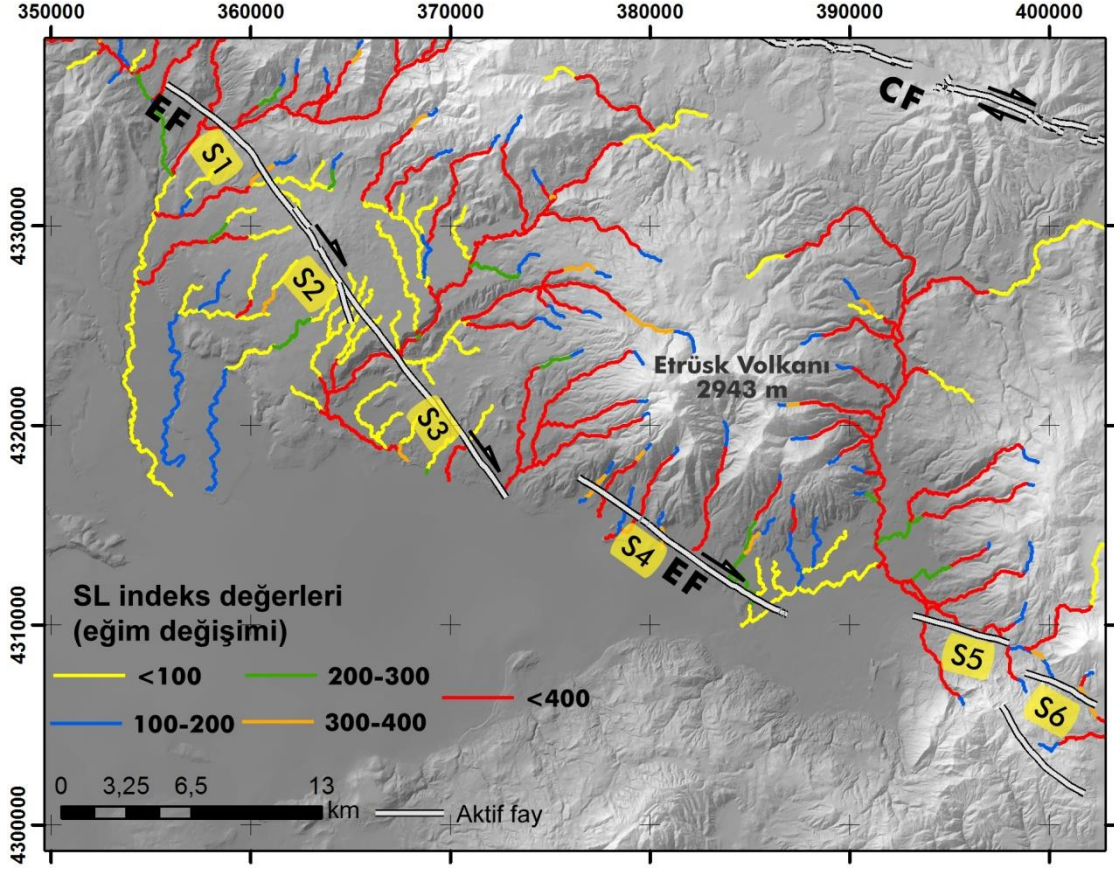 350000 360000 370000 380000 390000 400000
4330000
4320000
4310000
4300000
EF
S1
S2
S3
S4
EF
S5
S6
CF
Etrüsk Volkanı
2943 m
SL indeks değerleri
(eğim değişimi)
<100 200-300 <400
100-200 300-400
0 3,25 6,5 13
km Aktif fay